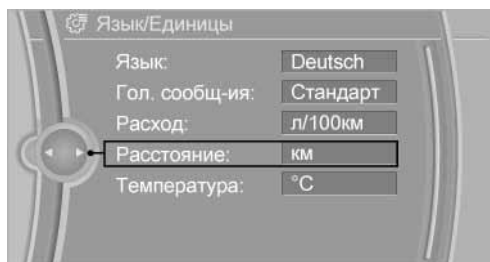 Язык/Единицы
Язык: Deutsch
Гол. сообщ-ия: Стандарт
Расход: л/100км
Расстояние: км
Температура: °C